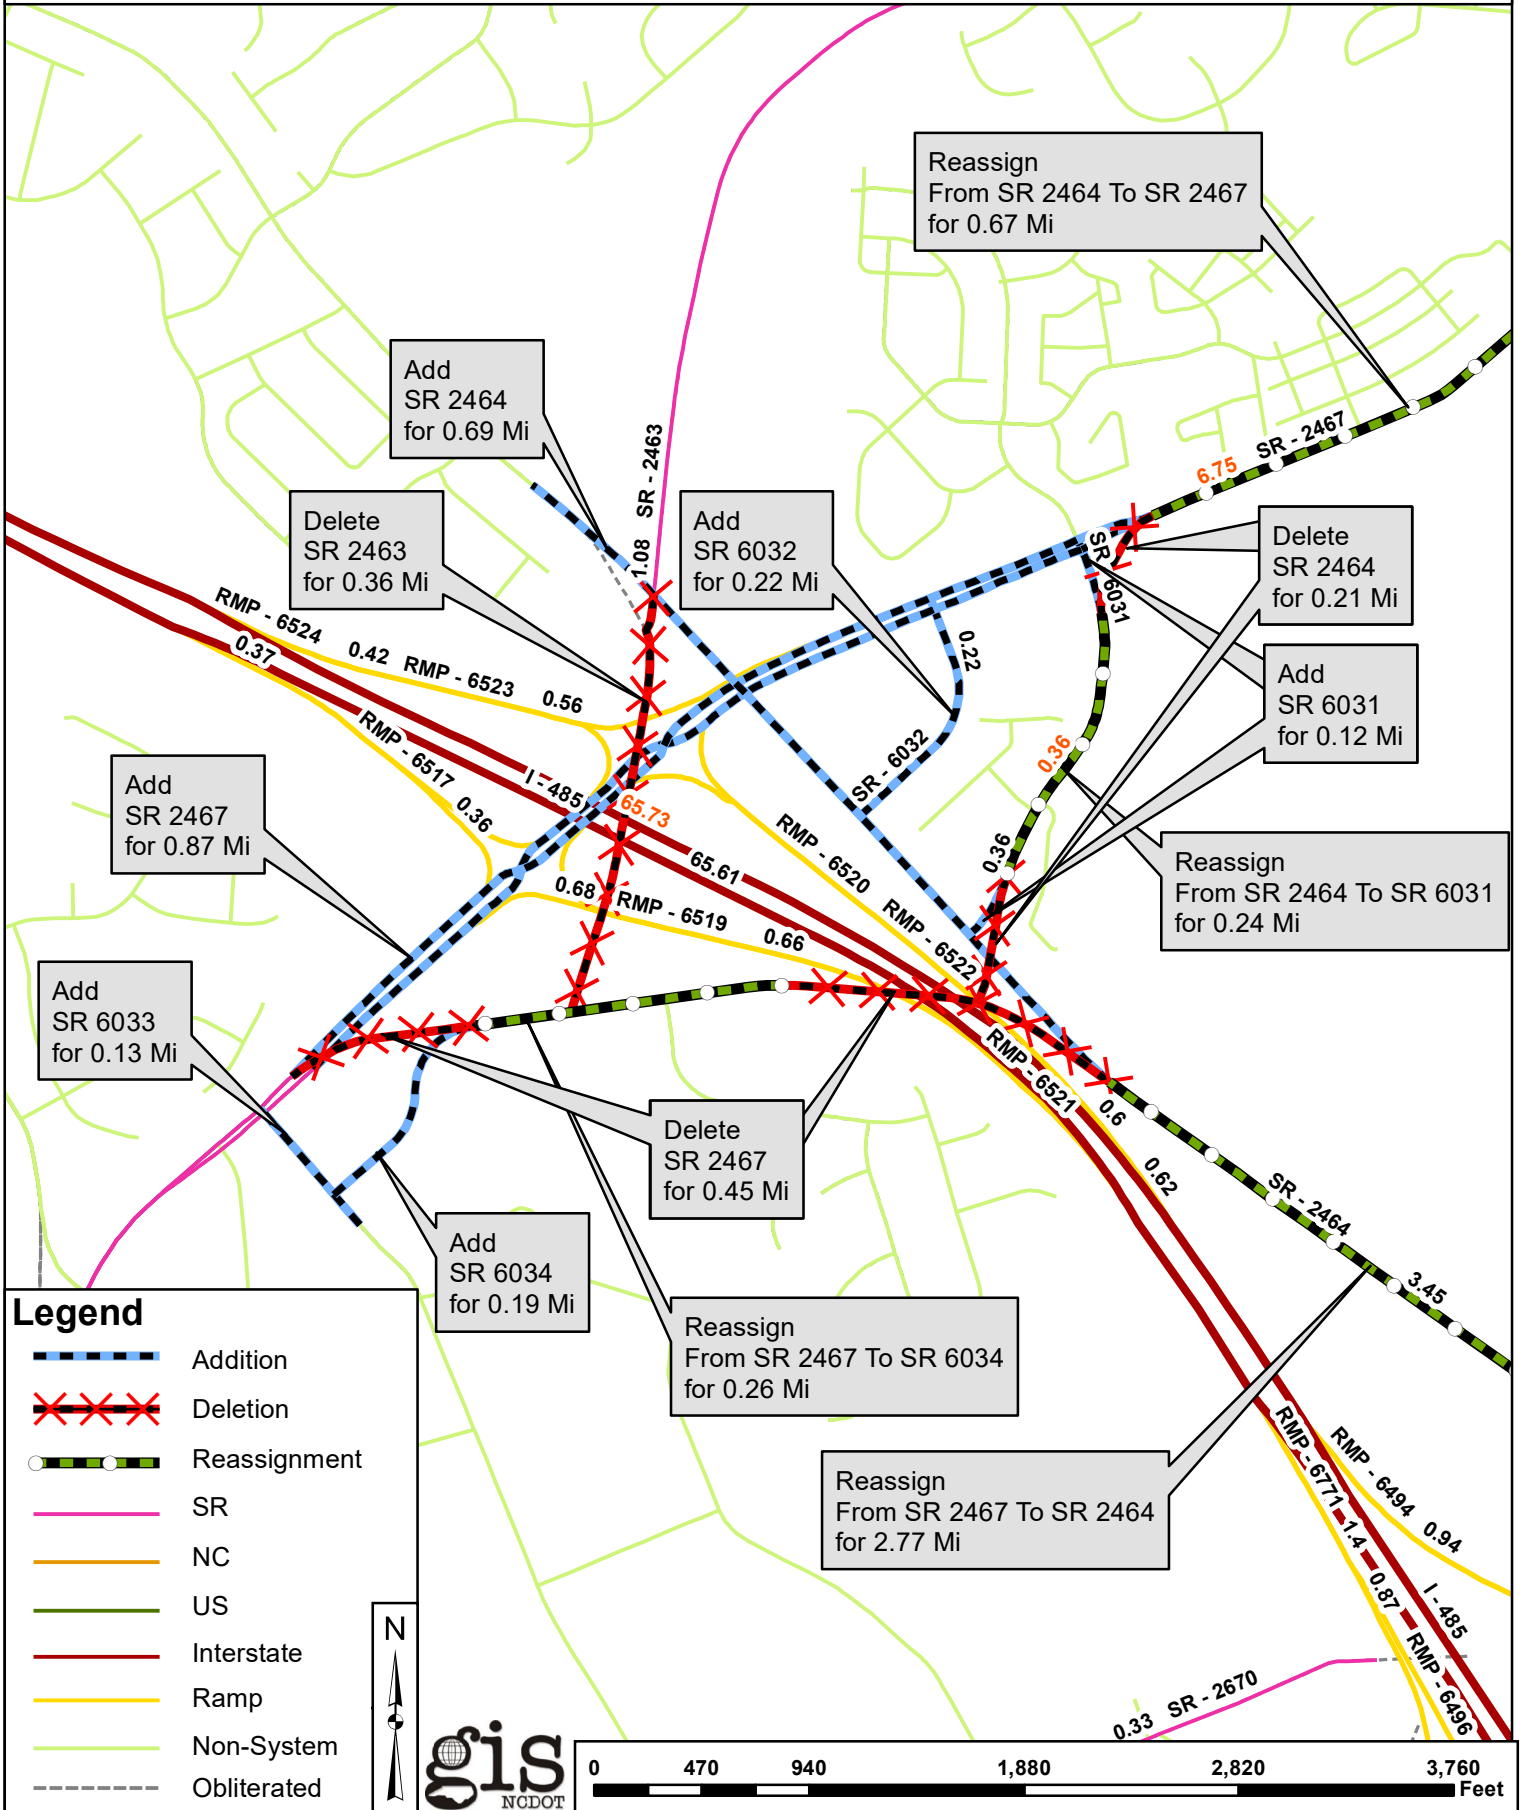 Reassign
From SR 2464 To SR 2467
for 0.67 Mi
Add
SR 2464
for 0.69 Mi
SR - 2463
1.08
SR - 2467
6.75
Delete
SR 2463
for 0.36 Mi
Add
SR 6032
for 0.22 Mi
Delete
SR 2464
for 0.21 Mi
SR - 6031
RMP - 6524
0.37
0.42
RMP - 6523
0.56
0.22
Add
SR 6031
for 0.12 Mi
RMP - 6517
0.36
I - 485
65.73
SR - 6032
0.36
Add
SR 2467
for 0.87 Mi
65.61
RMP - 6520
0.36
Reassign
From SR 2464 To SR 6031
for 0.24 Mi
0.68
RMP - 6519
0.66
RMP - 6522
Add
SR 6033
for 0.13 Mi
RMP - 6521
0.6
0.62
Delete
SR 2467
for 0.45 Mi
SR - 2464
3.45
Add
SR 6034
for 0.19 Mi
Reassign
From SR 2467 To SR 6034
for 0.26 Mi
Reassign
From SR 2467 To SR 2464
for 2.77 Mi
RMP - 6771
1.4
0.87
RMP - 6494
0.94
I - 485
RMP - 6496
0.33
SR - 2670
Legend
Addition
Deletion
Reassignment
SR
NC
US
Interstate
Ramp
Non-System
Obliterated
N
gis
NCDOT
0 470 940 1,880 2,820 3,760
Feet